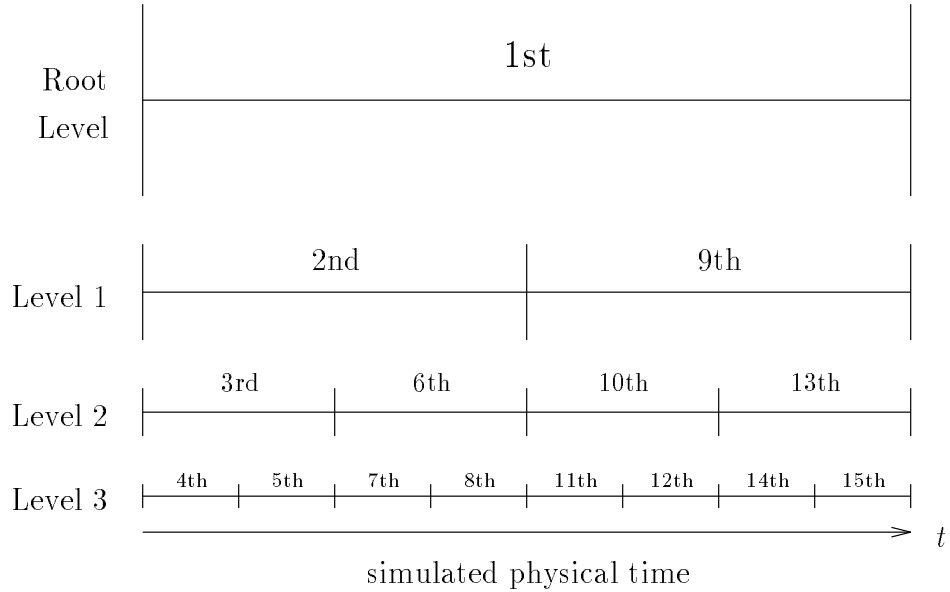 1st
Root
Level
2nd 9th
Level 1
3rd 6th 10th 13th
Level 2
4th 5th 7th 8th 11th 12th 14th 15th
Level 3
t
simulated physical time